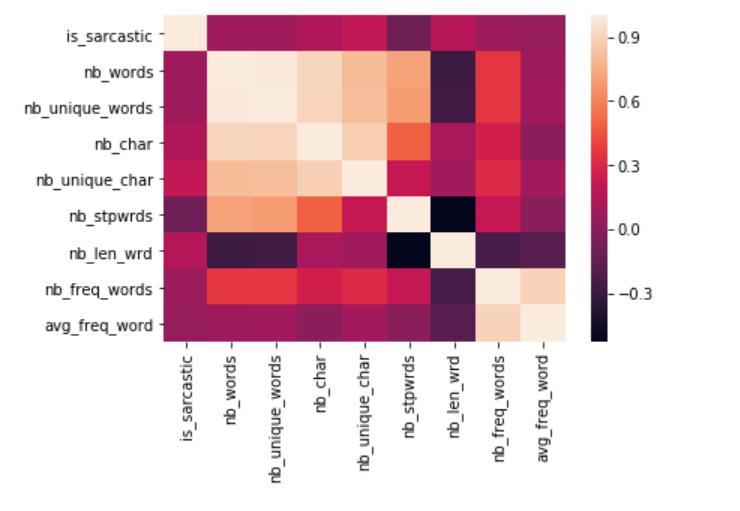 is_sarcastic
nb_words
nb_unique_words
nb_char
nb_unique_char
nb_stpwrds
nb_len_wrd
nb_freq_words
avg_freq_word
is_sarcastic
nb_words
nb_unique_words
nb_char
nb_unique_char
nb_stpwrds
nb_len_wrd
nb_freq_words
avg_freq_word
0.9
0.6
0.3
0.0
−0.3